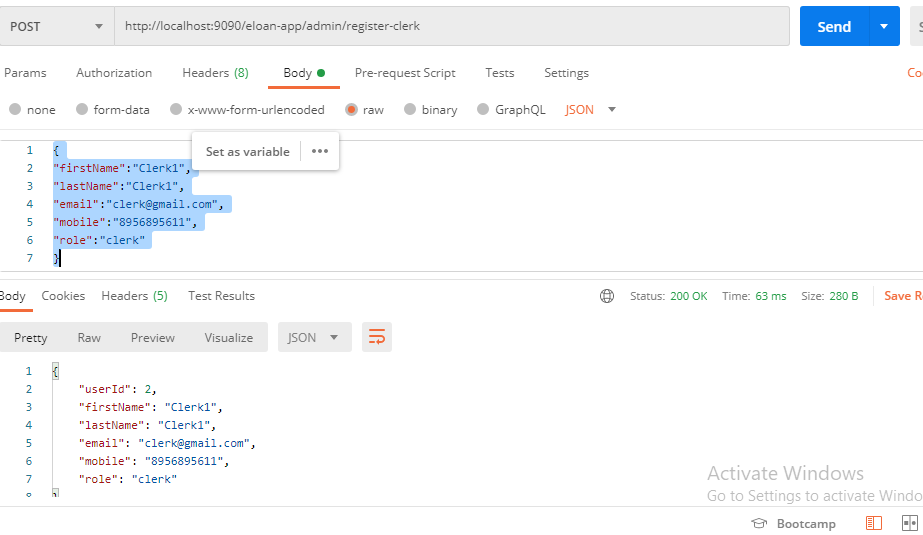 POST http://localhost:9090/eloan-app/admin/register-clerk Send
Params Authorization Headers (8) Body Pre-request Script Tests Settings Co
none form-data x-www-form-urlencoded raw binary GraphQL JSON
Set as variable
1 {
2 "firstName":"Clerk1",
3 "lastName":"Clerk1",
4 "email":"clerk@gmail.com",
5 "mobile":"8956895611",
6 "role":"clerk"
7 }
Body Cookies Headers (5) Test Results Status: 200 OK Time: 63 ms Size: 280 B Save R
Pretty Raw Preview Visualize JSON
1 {
2 "userId": 2,
3 "firstName": "Clerk1",
4 "lastName": "Clerk1",
5 "email": "clerk@gmail.com",
6 "mobile": "8956895611",
7 "role": "clerk"
8 }
Activate Windows
Go to Settings to activate Windo
Bootcamp